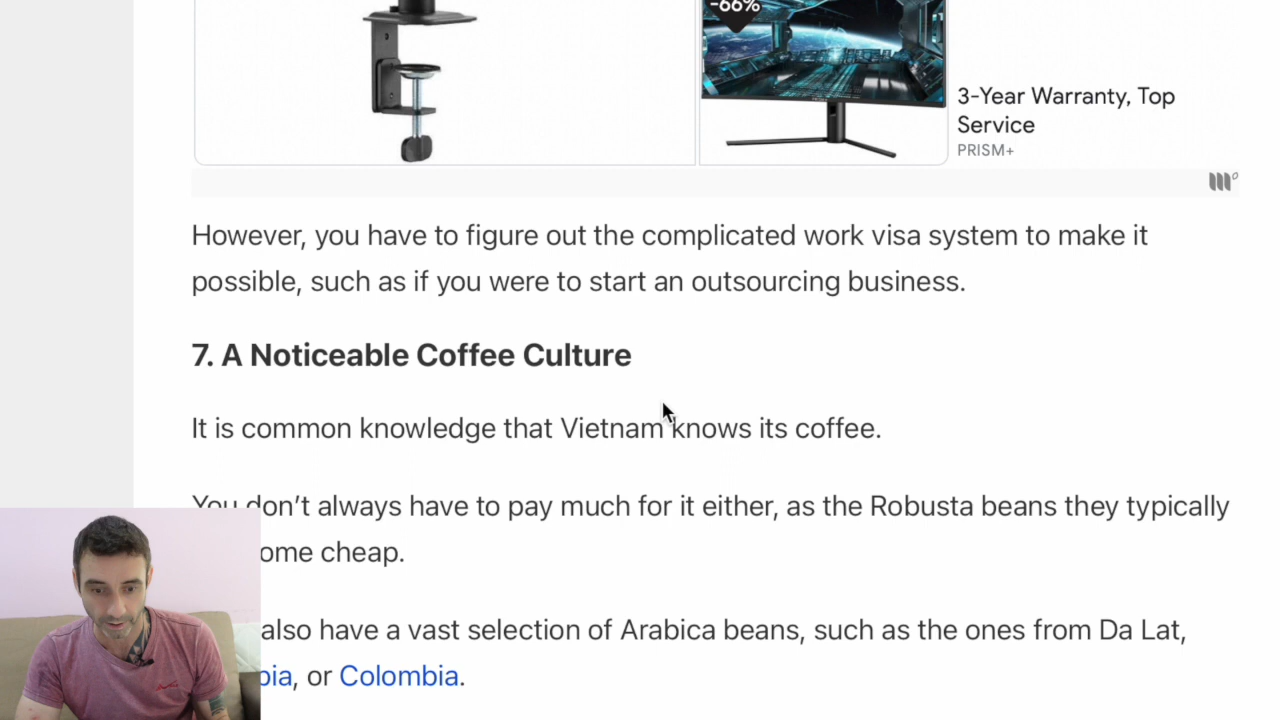 -66%
3-Year Warranty, Top
Service
PRISM+
However, you have to figure out the complicated work visa system to make it
possible, such as if you were to start an outsourcing business.
7. A Noticeable Coffee Culture
It is common knowledge that Vietnam knows its coffee.
You don’t always have to pay much for it either, as the Robusta beans they typically
ome cheap.
also have a vast selection of Arabica beans, such as the ones from Da Lat,
pia, or Colombia.